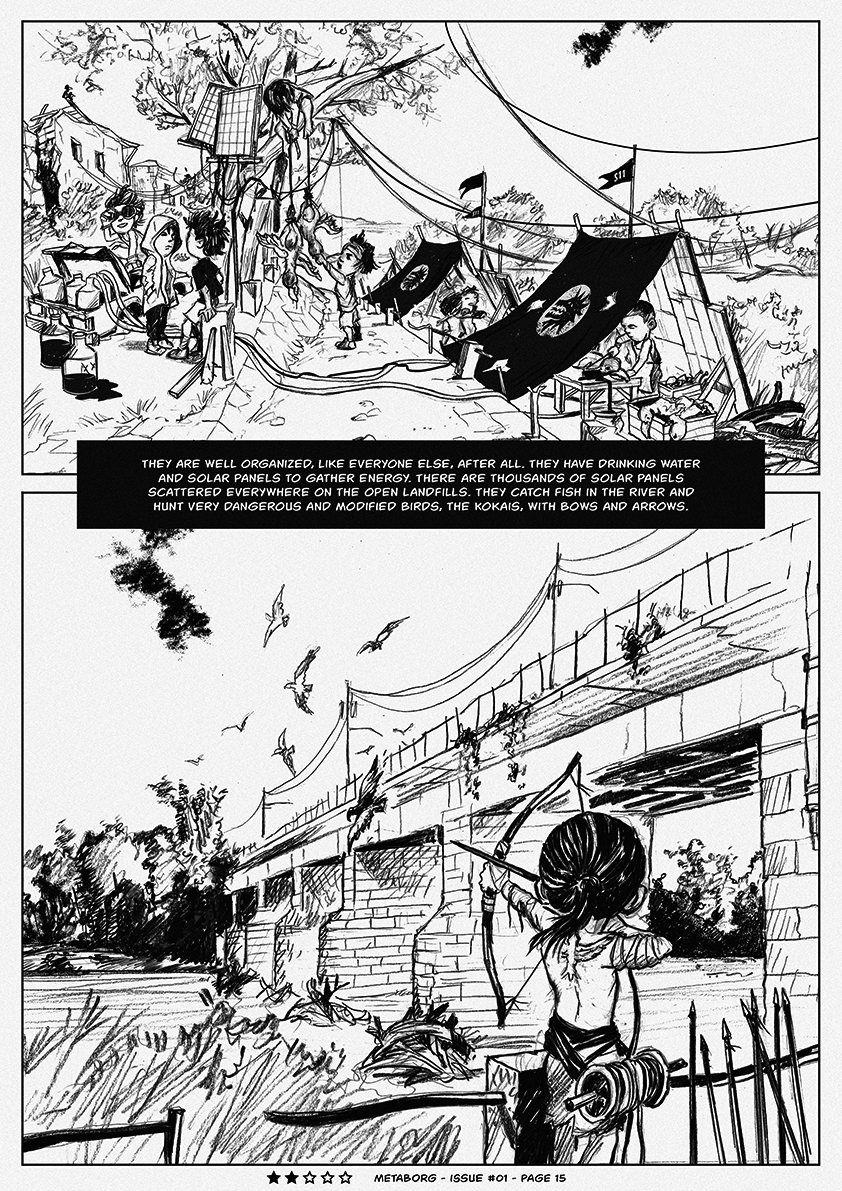 THEY ARE WELL ORGANIZED, LIKE EVERYONE ELSE, AFTER ALL. THEY HAVE DRINKING WATER
AND SOLAR PANELS TO GATHER ENERGY. THERE ARE THOUSANDS OF SOLAR PANELS
SCATTERED EVERYWHERE ON THE OPEN LANDFILLS. THEY CATCH FISH IN THE RIVER AND
HUNT VERY DANGEROUS AND MODIFIED BIRDS, THE KOKAIS, WITH BOWS AND ARROWS.
METABORG - ISSUE #01 - PAGE 15